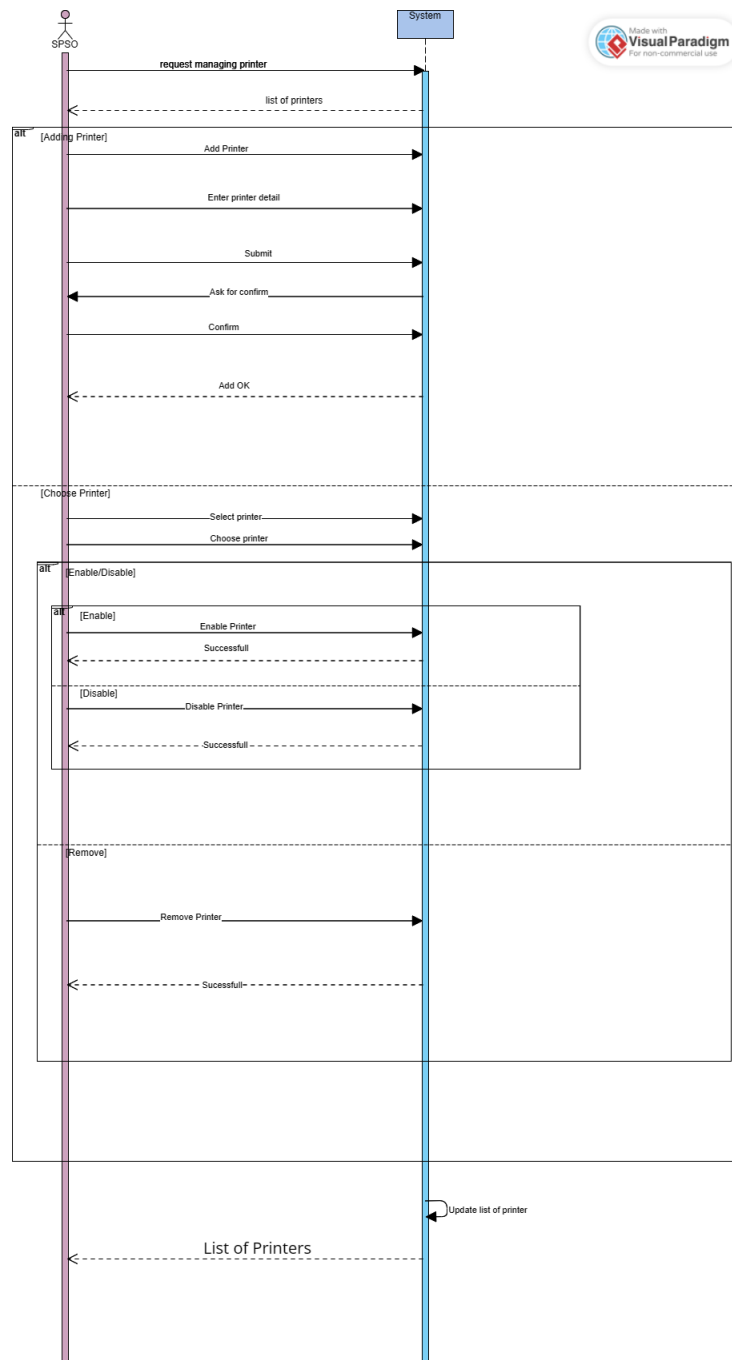 SPSO
System
Made with
Visual Paradigm
For non-commercial use
request managing printer
list of printers
alt
[Adding Printer]
Add Printer
Enter printer detail
Submit
Ask for confirm
Confirm
Add OK
[Choose Printer]
Select printer
Choose printer
alt
[Enable/Disable]
alt
[Enable]
Enable Printer
Successfull
[Disable]
Disable Printer
Successfull
[Remove]
Remove Printer
Sucessfull
Update list of printer
List of Printers